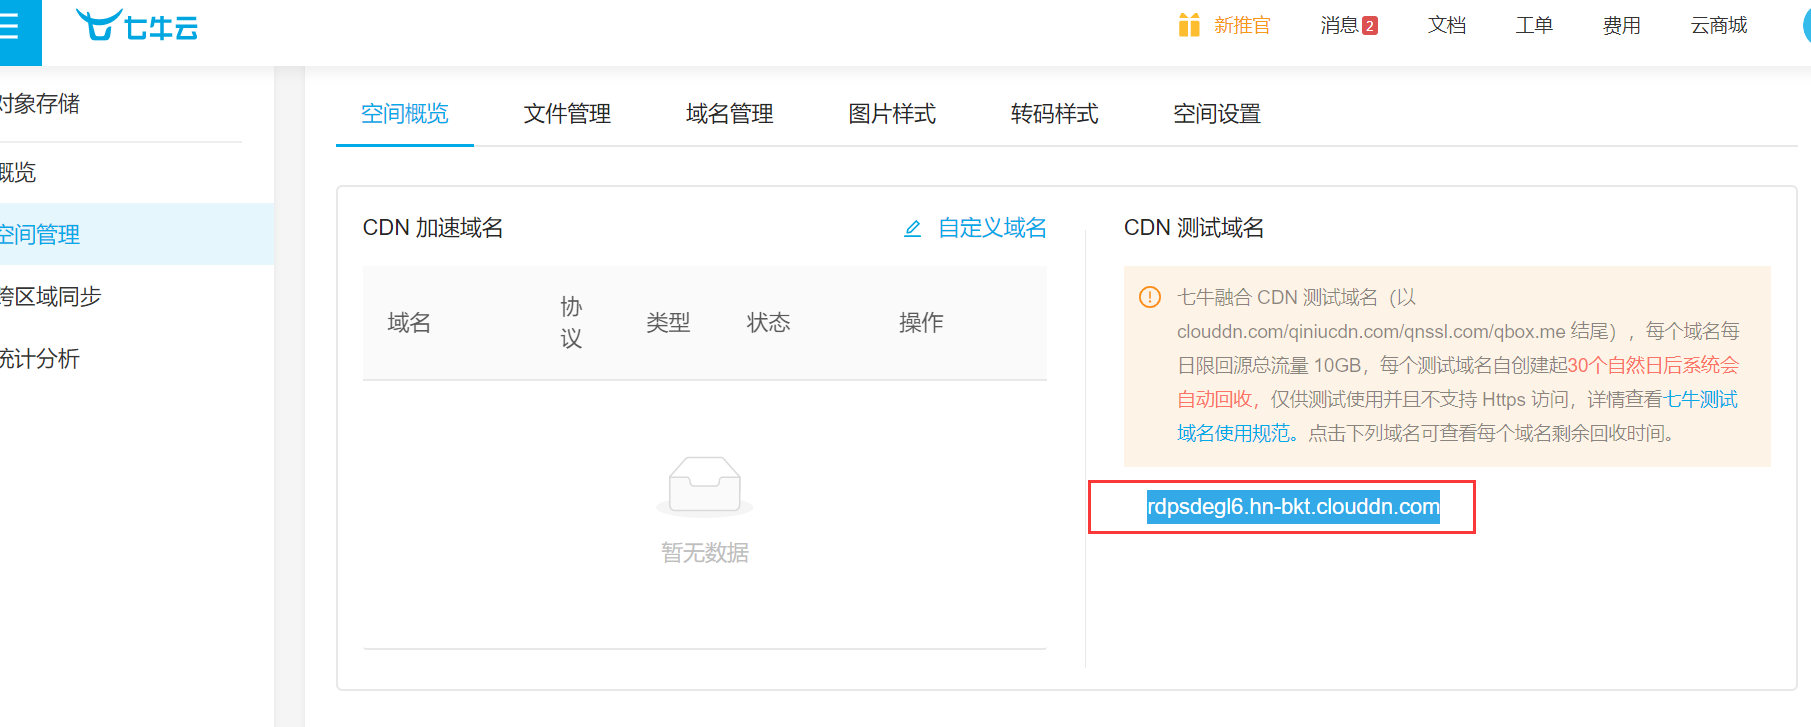 七牛云
新推官
消息 2
文档
工单
费用
云商城
对象存储
概览
空间管理
跨区域同步
统计分析
空间概览
文件管理
域名管理
图片样式
转码样式
空间设置
CDN 加速域名
自定义域名
域名
协
议
类型
状态
操作
暂无数据
CDN 测试域名
七牛融合 CDN 测试域名（以
clouddn.com/qiniucdn.com/qnssl.com/qbox.me 结尾），每个域名每
日限回源总流量 10GB，每个测试域名自创建起30个自然日后系统会
自动回收，仅供测试使用并且不支持 Https 访问，详情查看七牛测试
域名使用规范。点击下列域名可查看每个域名剩余回收时间。
rdpsdegl6.hn-bkt.clouddn.com